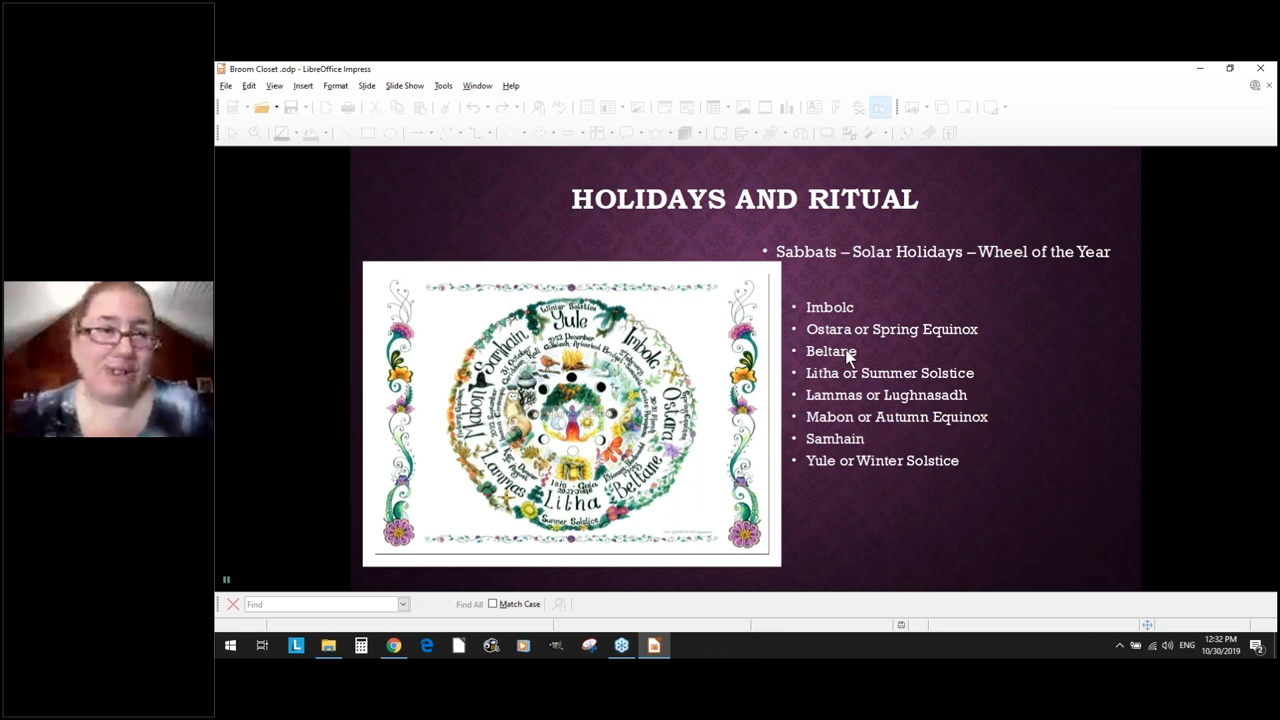 Broom Closet .odp - LibreOffice Impress
File Edit View Insert Format Slide Slide Show Tools Window Help
HOLIDAYS AND RITUAL
• Sabbats – Solar Holidays – Wheel of the Year
• Imbolc
• Ostara or Spring Equinox
• Beltane
• Litha or Summer Solstice
• Lammas or Lughnasadh
• Mabon or Autumn Equinox
• Samhain
• Yule or Winter Solstice
Winter Solstice
Yule
Imbolc
Ostara
Beltane
Litha
Summer Solstice
Lammas
Mabon
Samhain
Find
Find All
Match Case
ENG
12:32 PM
10/30/2019